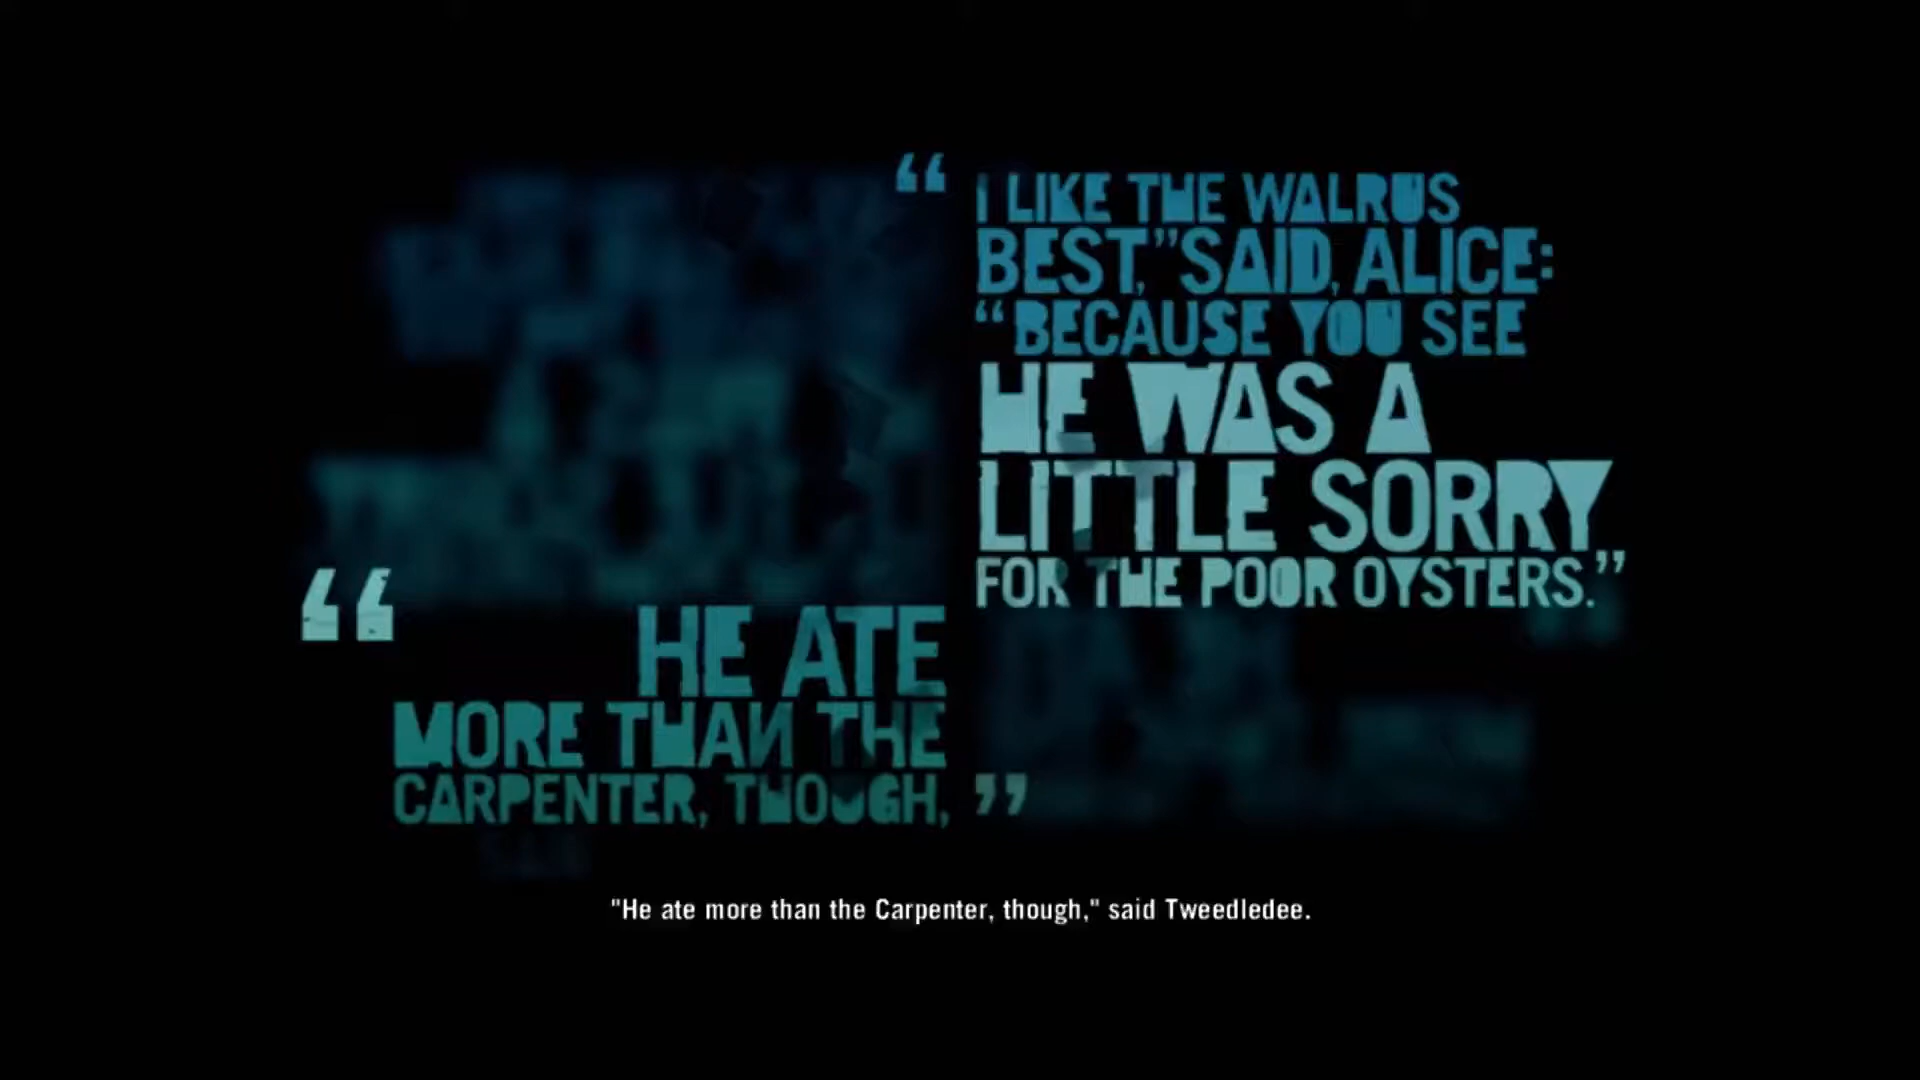 “ I LIKE THE WALRUS
BEST,” SAID, ALICE:
“BECAUSE YOU SEE
HE WAS A
LITTLE SORRY
FOR THE POOR OYSTERS.”
“ HE ATE
MORE THAN THE
CARPENTER, THOUGH, ”
"He ate more than the Carpenter, though," said Tweedledee.